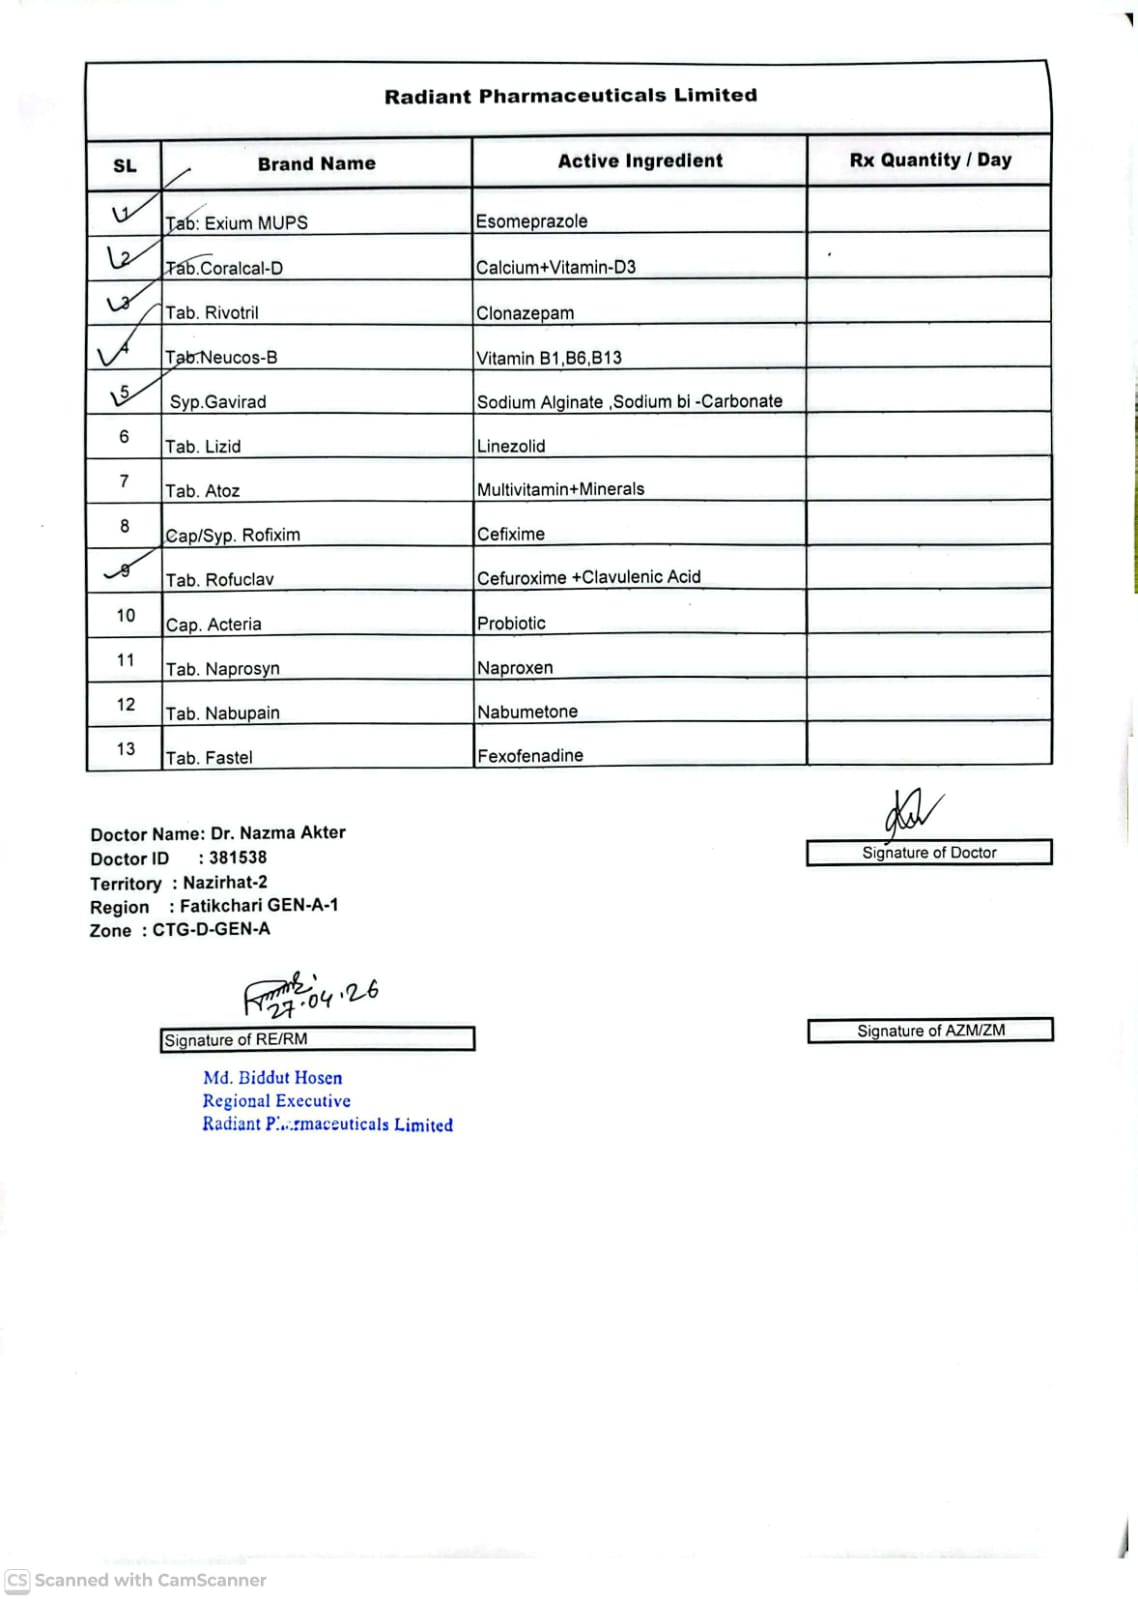 Radiant Pharmaceuticals Limited
SL Brand Name Active Ingredient Rx Quantity / Day
1 Tab: Exium MUPS Esomeprazole
2 Tab.Coralcal-D Calcium+Vitamin-D3
3 Tab. Rivotril Clonazepam
4 Tab.Neucos-B Vitamin B1,B6,B13
5 Syp.Gavirad Sodium Alginate ,Sodium bi -Carbonate
6 Tab. Lizid Linezolid
7 Tab. Atoz Multivitamin+Minerals
8 Cap/Syp. Rofixim Cefixime
9 Tab. Rofuclav Cefuroxime +Clavulenic Acid
10 Cap. Acteria Probiotic
11 Tab. Naprosyn Naproxen
12 Tab. Nabupain Nabumetone
13 Tab. Fastel Fexofenadine
Doctor Name: Dr. Nazma Akter
Doctor ID : 381538
Signature of Doctor
Territory : Nazirhat-2
Region : Fatikchari GEN-A-1
Zone : CTG-D-GEN-A
27.04.26
Signature of RE/RM
Signature of AZM/ZM
Md. Biddut Hosen
Regional Executive
Radiant Limited
CS Scanned with CamScanner